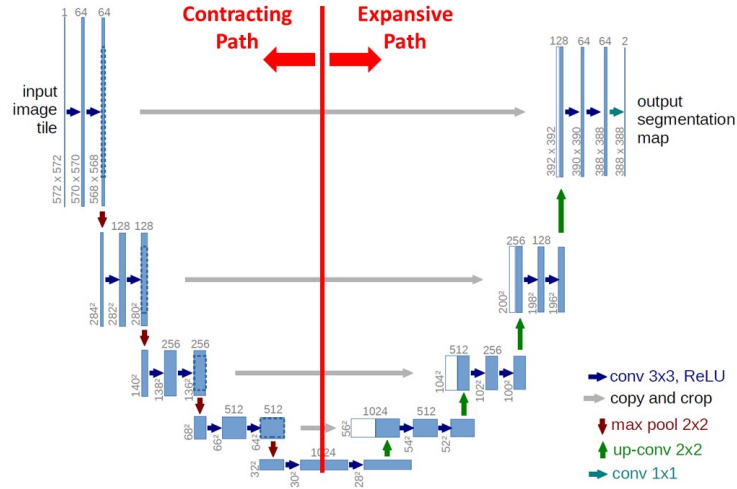 Contracting
Path
Expansive
Path
1 64 64
128 64 64 2
input
image
tile
output
segmentation
map
572 x 572
570 x 570
568 x 568
392 x 392
390 x 390
388 x 388
388 x 388
128 128
256 128
284²
282²
280²
200²
198²
196²
256 256
512 256
140²
138²
136²
104²
102²
100²
512 512
1024 512
68²
66²
64²
56²
54²
52²
1024
32²
30²
28²
conv 3x3, ReLU
copy and crop
max pool 2x2
up-conv 2x2
conv 1x1